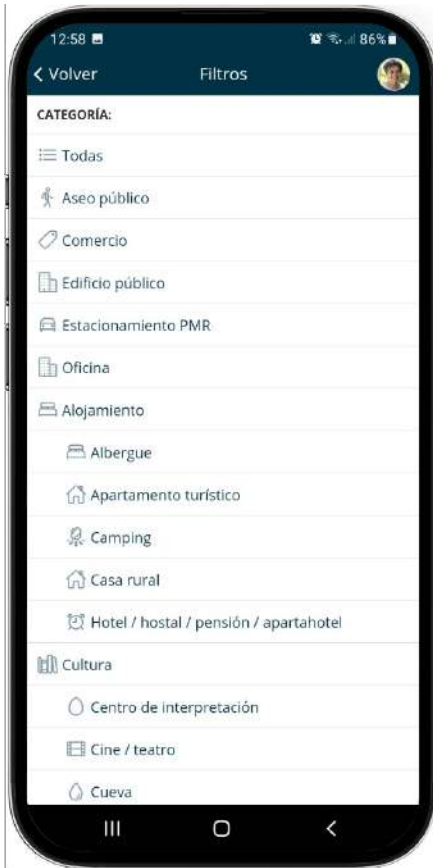 12:58 86%
Volver Filtros
CATEGORÍA:
Todas
Aseo público
Comercio
Edificio público
Estacionamiento PMR
Oficina
Alojamiento
Albergue
Apartamento turístico
Camping
Casa rural
Hotel / hostal / pensión / apartahotel
Cultura
Centro de interpretación
Cine / teatro
Cueva